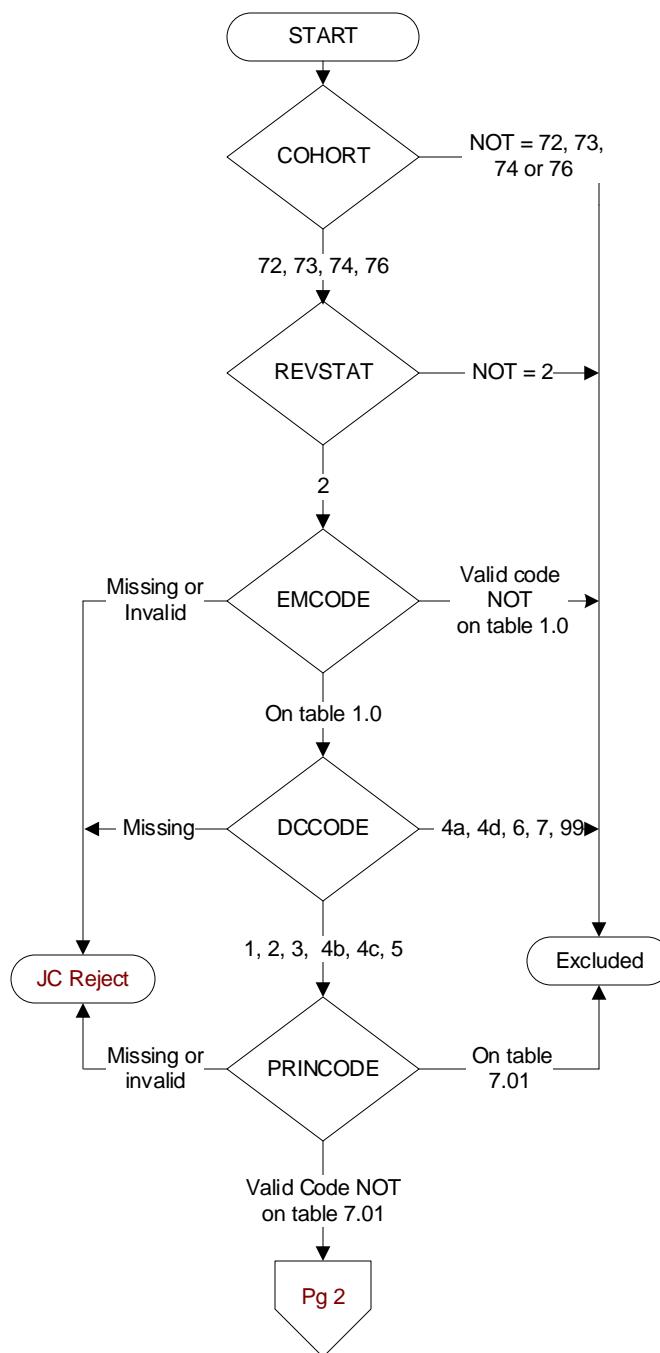 START
COHORT
NOT = 72, 73,
74 or 76
72, 73, 74, 76
REVSTAT
NOT = 2
2
Missing or
Invalid
EMCODE
Valid code
NOT
on table 1.0
On table 1.0
Missing
DCCODE
4a, 4d, 6, 7, 99
1, 2, 3,  4b, 4c, 5
JC Reject
Excluded
Missing or
invalid
PRINCODE
On table
7.01
Valid Code NOT
on table 7.01
Pg 2